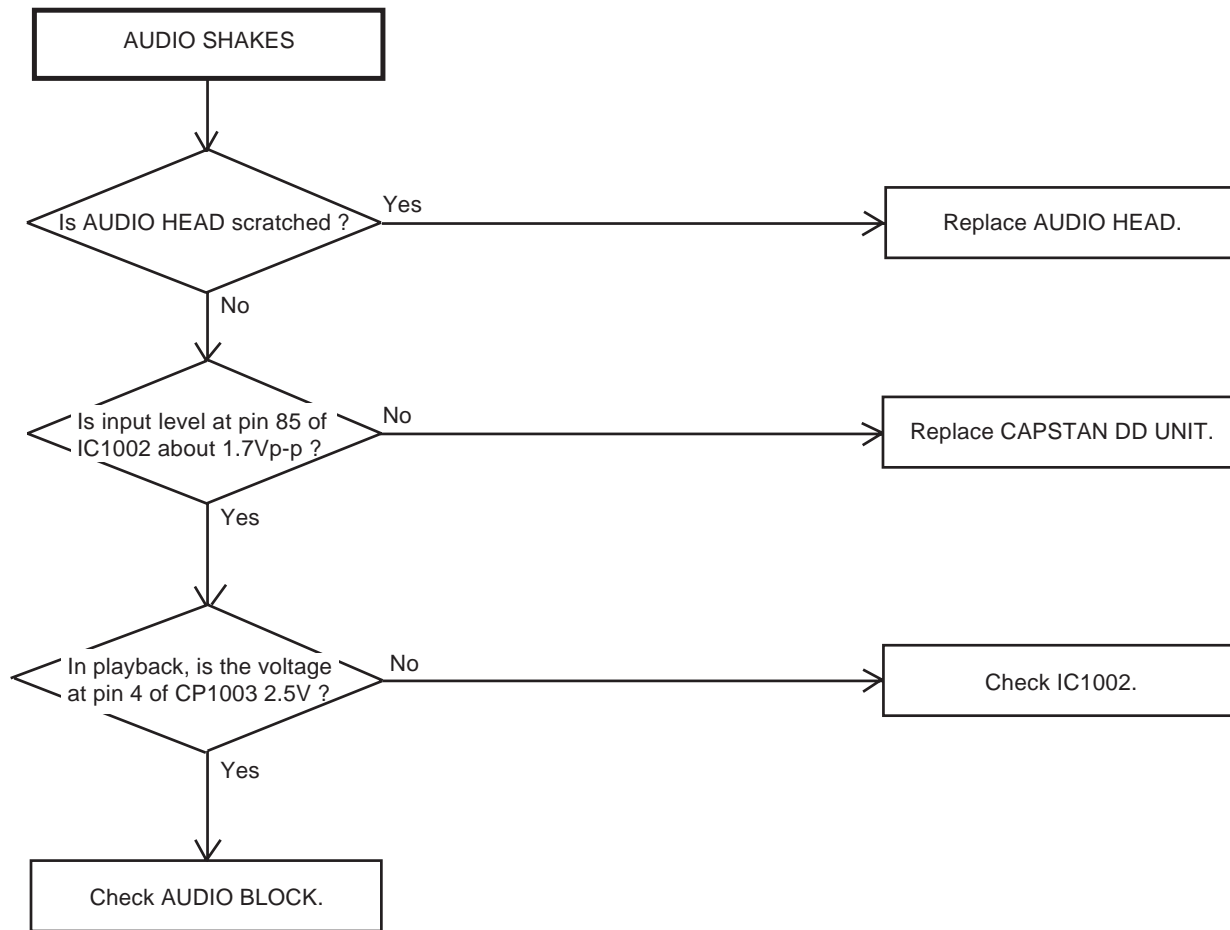 AUDIO SHAKES
Is AUDIO HEAD scratched ?
Yes
Replace AUDIO HEAD.
No
Is input level at pin 85 of
IC1002 about 1.7Vp-p ?
No
Replace CAPSTAN DD UNIT.
Yes
In playback, is the voltage
at pin 4 of CP1003 2.5V ?
No
Check IC1002.
Yes
Check AUDIO BLOCK.